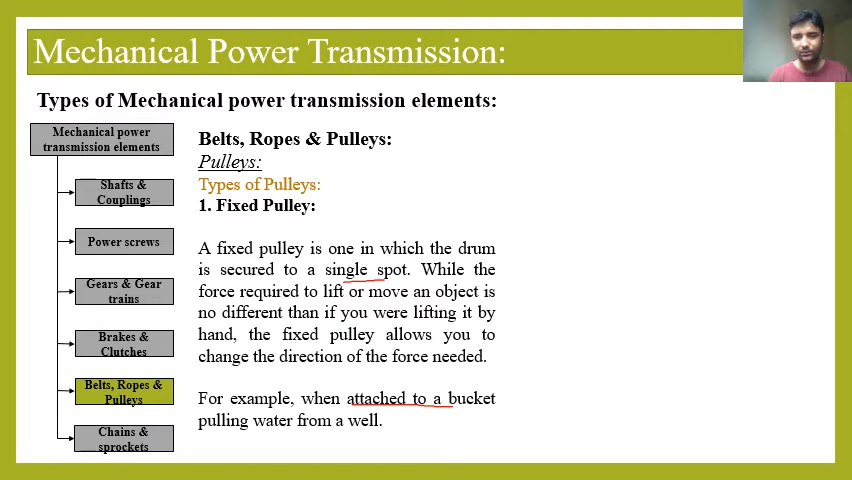 Mechanical Power Transmission:
Types of Mechanical power transmission elements:
Mechanical power
transmission elements
Shafts &
Couplings
Power screws
Gears & Gear
trains
Brakes &
Clutches
Belts, Ropes &
Pulleys
Chains &
sprockets
Belts, Ropes & Pulleys:
Pulleys:
Types of Pulleys:
1. Fixed Pulley:
A fixed pulley is one in which the drum
is secured to a single spot. While the
force required to lift or move an object is
no different than if you were lifting it by
hand, the fixed pulley allows you to
change the direction of the force needed.
For example, when attached to a bucket
pulling water from a well.